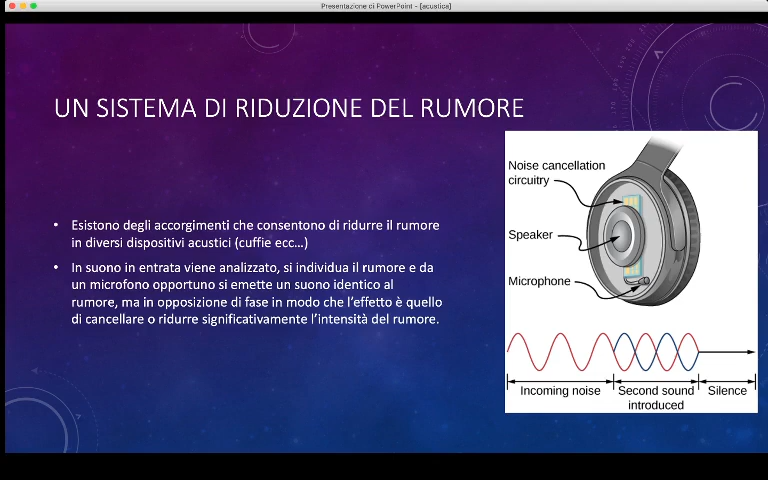 Presentazione di PowerPoint - [acustica]
UN SISTEMA DI RIDUZIONE DEL RUMORE
• Esistono degli accorgimenti che consentono di ridurre il rumore
in diversi dispositivi acustici (cuffie ecc...)
• In suono in entrata viene analizzato, si individua il rumore e da
un microfono opportuno si emette un suono identico al
rumore, ma in opposizione di fase in modo che l'effetto è quello
di cancellare o ridurre significativamente l'intensità del rumore.
Noise cancellation
circuitry
Speaker
Microphone
Incoming noise
Second sound
introduced
Silence